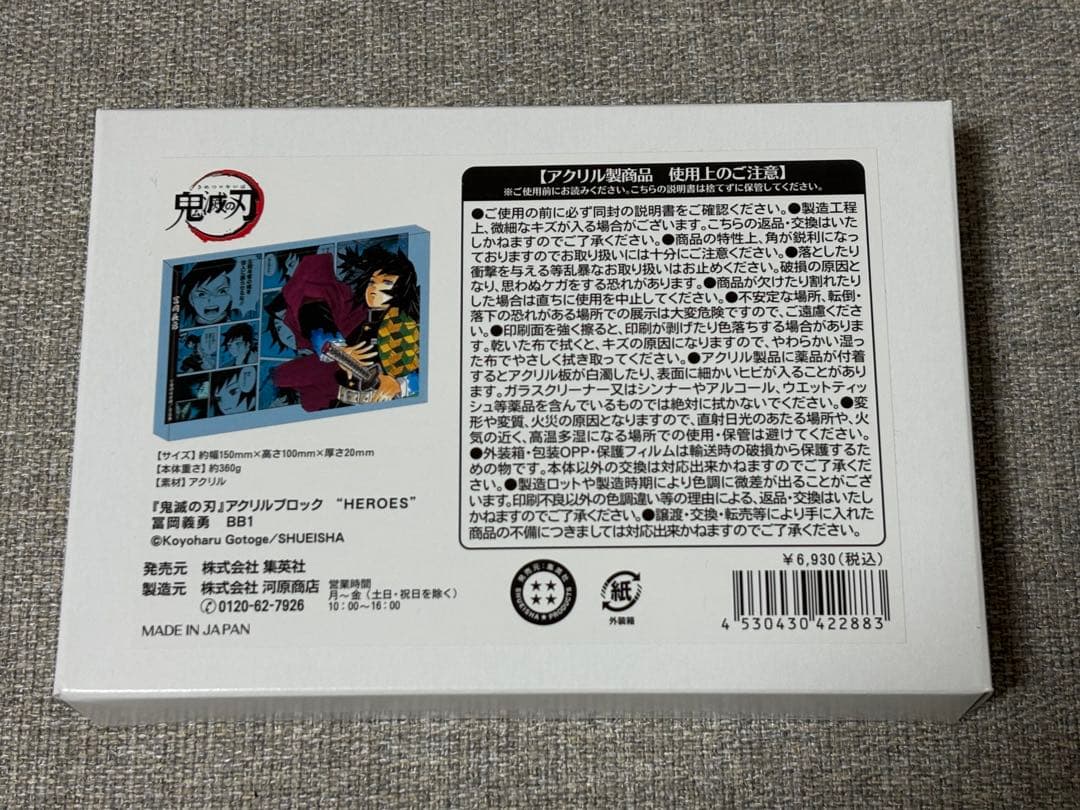 きめつのやいば
鬼滅の刃
冨岡義勇
【サイズ】約幅150mm×高さ100mm×厚さ20mm
【本体重さ】約360g
【素材】アクリル
『鬼滅の刃』アクリルブロック “HEROES”
冨岡義勇 BB1
©Koyoharu Gotoge/SHUEISHA
発売元 株式会社 集英社
製造元 株式会社 河原商店
0120-62-7926
営業時間
月～金（土日・祝日を除く）
10：00～16：00
MADE IN JAPAN
【アクリル製商品 使用上のご注意】
※ご使用前にお読みください。こちらの説明書は捨てずに保管してください。
●ご使用の前に必ず同封の説明書をご確認ください。●製造工程
上、微細なキズが入る場合がございます。こちらの返品・交換はいた
しかねますのでご了承ください。●商品の特性上、角が鋭利になって
おりますのでお取り扱いには十分にご注意ください。●落としたり
衝撃を与える等乱暴なお取り扱いはお止めください。破損の原因と
なり、思わぬケガをする恐れがあります。●商品が欠けたり割れたり
した場合は直ちに使用を中止してください。●不安定な場所、転倒・
落下の恐れがある場所での展示は大変危険ですので、ご遠慮くださ
い。●印刷面を強く擦ると、印刷が剥げたり色落ちする場合がありま
す。乾いた布で拭くと、キズの原因になりますので、やわらかい湿っ
た布でやさしく拭き取ってください。●アクリル製品に薬品が付着
するとアクリル板が白濁したり、表面に細かいヒビが入ることがありま
す。ガラスクリーナー又はシンナーやアルコール、ウエットティッ
シュ等薬品を含んでいるものでは絶対に拭かないでください。●変
形や変質、火災の原因となりますので、直射日光のあたる場所や、火
気の近く、高温多湿になる場所での使用・保管は避けてください。
●外装箱・包装OPP・保護フィルムは輸送時の破損から保護するた
めの物です。本体以外の交換は対応出来かねますのでご了承くださ
い。●製造ロットや製造時期により色調に微差が出ることがござ
います。印刷不良以外の色調違い等の理由による、返品・交換はいたし
かねますのでご了承ください。●譲渡・交換・転売等により手に入れた
商品の不備につきましては対応出来かねますのでご了承ください。
発売元：集英社
SHUEISHA PRODUCTS
紙
外装箱
￥6,930(税込)
4 530430 422883